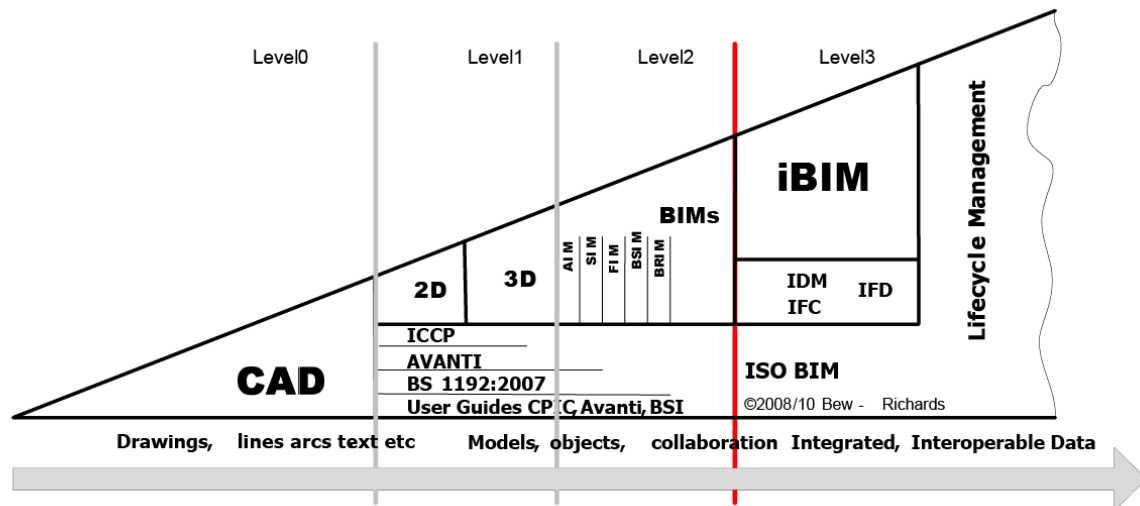 Level0
Level1
Level2
Level3
CAD
2D
3D
AIM
SIM
FIM
BSIM
BRIM
BIMs
iBIM
IDM
IFC
IFD
Lifecycle Management
ICCP
AVANTI
BS 1192:2007
User Guides CPIC, Avanti, BSI
ISO BIM
©2008/10 Bew - Richards
Drawings, lines arcs text etc
Models, objects, collaboration
Integrated, Interoperable Data